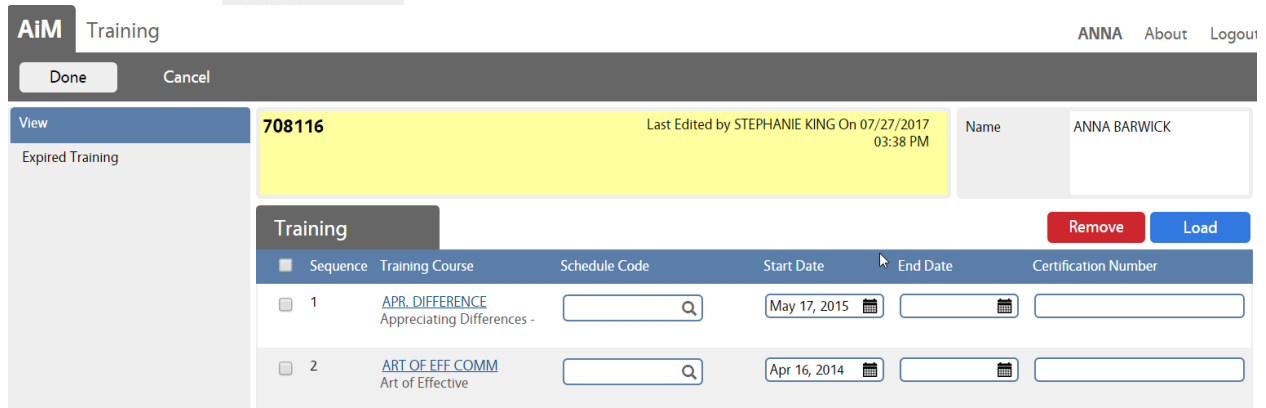 AiM Training ANNA About Logout
Done Cancel
View
Expired Training
708116 Last Edited by STEPHANIE KING On 07/27/2017
03:38 PM
Name ANNA BARWICK
Training Remove Load
Sequence Training Course Schedule Code Start Date End Date Certification Number
1 APR. DIFFERENCE May 17, 2015
Appreciating Differences -
2 ART OF EFF COMM Apr 16, 2014
Art of Effective